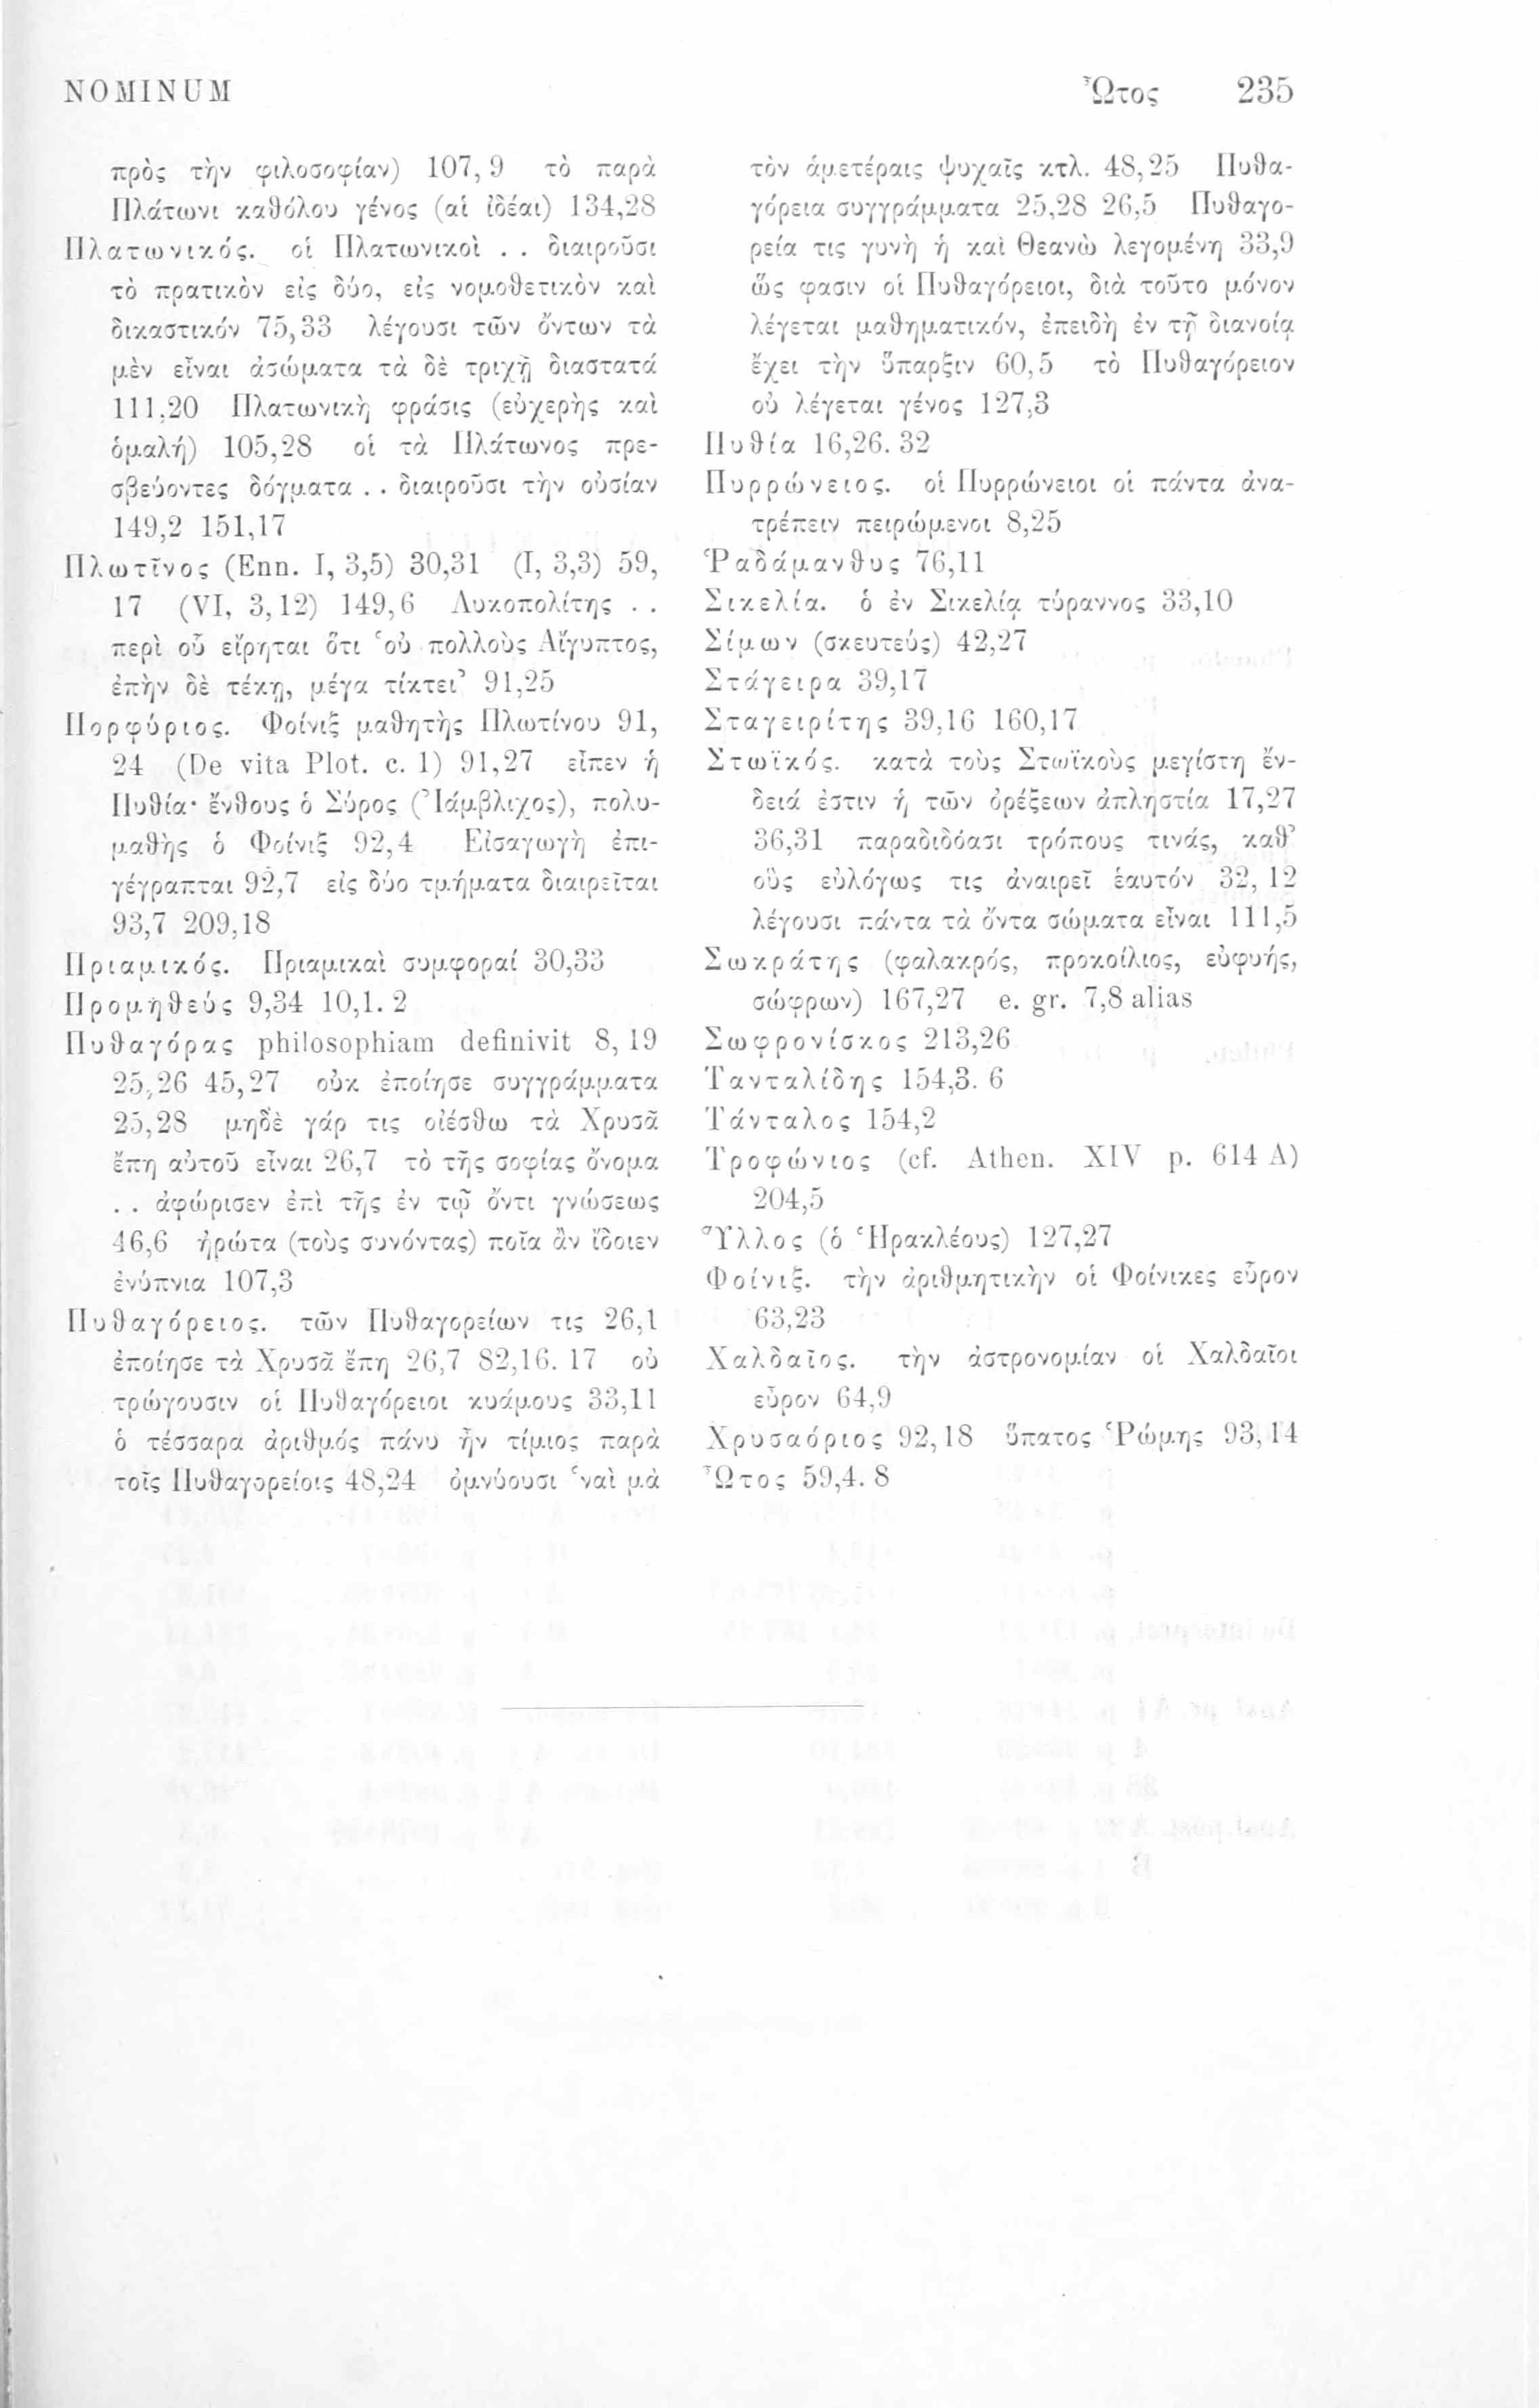 NOMINUM Ὦτος 235
πρὸς τὴν φιλοσοφίαν) 107,9 τὸ παρὰ
Πλάτωνι καθόλου γένος (αἱ ἰδέαι) 134,28
Πλατωνικός. οἱ Πλατωνικοὶ . . διαιροῦσι
τὸ πρατικὸν εἰς δύο, εἰς νομοθετικὸν καὶ
δικαστικόν 75,33 λέγουσι τῶν ὄντων τὰ
μὲν εἶναι ἀσώματα τὰ δὲ τριχῇ διαστατά
111,20 Πλατωνικὴ φράσις (εὐχερὴς καὶ
ὁμαλή) 105,28 οἱ τὰ Πλάτωνος πρε-
σβεύοντες δόγματα . . διαιροῦσι τὴν οὐσίαν
149,2 151,17
Πλωτῖνος (Enn. I, 3,5) 30,31 (I, 3,3) 59,
17 (VI, 3,12) 149,6 Λυκοπολίτης . .
περὶ οὗ εἴρηται ὅτι ‘οὐ πολλοὺς Αἴγυπτος,
ἐπὴν δὲ τέκῃ, μέγα τίκτει’ 91,25
Πορφύριος. Φοίνιξ μαθητὴς Πλωτίνου 91,
24 (De vita Plot. c. 1) 91,27 εἶπεν ἡ
Πυθία· ἔνθους ὁ Σύρος (Ἰάμβλιχος), πολυ-
μαθὴς ὁ Φοίνιξ 92,4 Εἰσαγωγὴ ἐπι-
γέγραπται 92,7 εἰς δύο τμήματα διαιρεῖται
93,7 209,18
Πριαμικός. Πριαμικαὶ συμφοραί 30,33
Προμηθεύς 9,34 10,1. 2
Πυθαγόρας philosophiam definivit 8,19
25,26 45,27 οὐκ ἐποίησε συγγράμματα
25,28 μηδὲ γάρ τις οἰέσθω τὰ Χρυσᾶ
ἔπη αὐτοῦ εἶναι 26,7 τὸ τῆς σοφίας ὄνομα
. . ἀφώρισεν ἐπὶ τῆς ἐν τῷ ὄντι γνώσεως
46,6 ἠρώτα (τοὺς συνόντας) ποῖα ἂν ἴδοιεν
ἐνύπνια 107,3
Πυθαγόρειος. τῶν Πυθαγορείων τις 26,1
ἐποίησε τὰ Χρυσᾶ ἔπη 26,7 82,16. 17 οὐ
τρώγουσιν οἱ Πυθαγόρειοι κυάμους 33,11
ὁ τέσσαρα ἀριθμὸς πάνυ ἦν τίμιος παρὰ
τοῖς Πυθαγορείοις 48,24 ὀμνύουσι ‘ναὶ μὰ
τὸν ἁμετέραις ψυχαῖς κτλ. 48,25 Πυθα-
γόρεια συγγράμματα 25,28 26,5 Πυθαγο-
ρεία τις γυνὴ ἡ καὶ Θεανὼ λεγομένη 33,9
ὥς φασιν οἱ Πυθαγόρειοι, διὰ τοῦτο μόνον
λέγεται μαθηματικόν, ἐπειδὴ ἐν τῇ διανοίᾳ
ἔχει τὴν ὕπαρξιν 60,5 τὸ Πυθαγόρειον
οὐ λέγεται γένος 127,3
Πυθία 16,26. 32
Πυρρώνειος. οἱ Πυρρώνειοι οἱ πάντα ἀνα-
τρέπειν πειρώμενοι 8,25
Ῥαδάμανθυς 76,11
Σικελία. ὁ ἐν Σικελίᾳ τύραννος 33,10
Σίμων (σκευτεύς) 42,27
Στάγειρα 39,17
Σταγειρίτης 39,16 160,17
Στωϊκός. κατὰ τοὺς Στωϊκοὺς μεγίστη ἔν-
δειά ἐστιν ἡ τῶν ὀρέξεων ἀπληστία 17,27
36,31 παραδιδόασι τρόπους τινάς, καθ’
οὓς εὐλόγως τις ἀναιρεῖ ἑαυτόν 32,12
λέγουσι πάντα τὰ ὄντα σώματα εἶναι 111,5
Σωκράτης (φαλακρός, προκοίλιος, εὐφυής,
σώφρων) 167,27 e. gr. 7,8 alias
Σωφρονίσκος 213,26
Τανταλίδης 154,3. 6
Τάνταλος 154,2
Τροφώνιος (cf. Athen. XIV p. 614 A)
204,5
Ὕλλος (ὁ Ἡρακλέους) 127,27
Φοίνιξ. τὴν ἀριθμητικὴν οἱ Φοίνικες εὗρον
63,23
Χαλδαῖος. τὴν ἀστρονομίαν οἱ Χαλδαῖοι
εὗρον 64,9
Χρυσαόριος 92,18 ὕπατος Ῥώμης 93,14
Ὦτος 59,4. 8